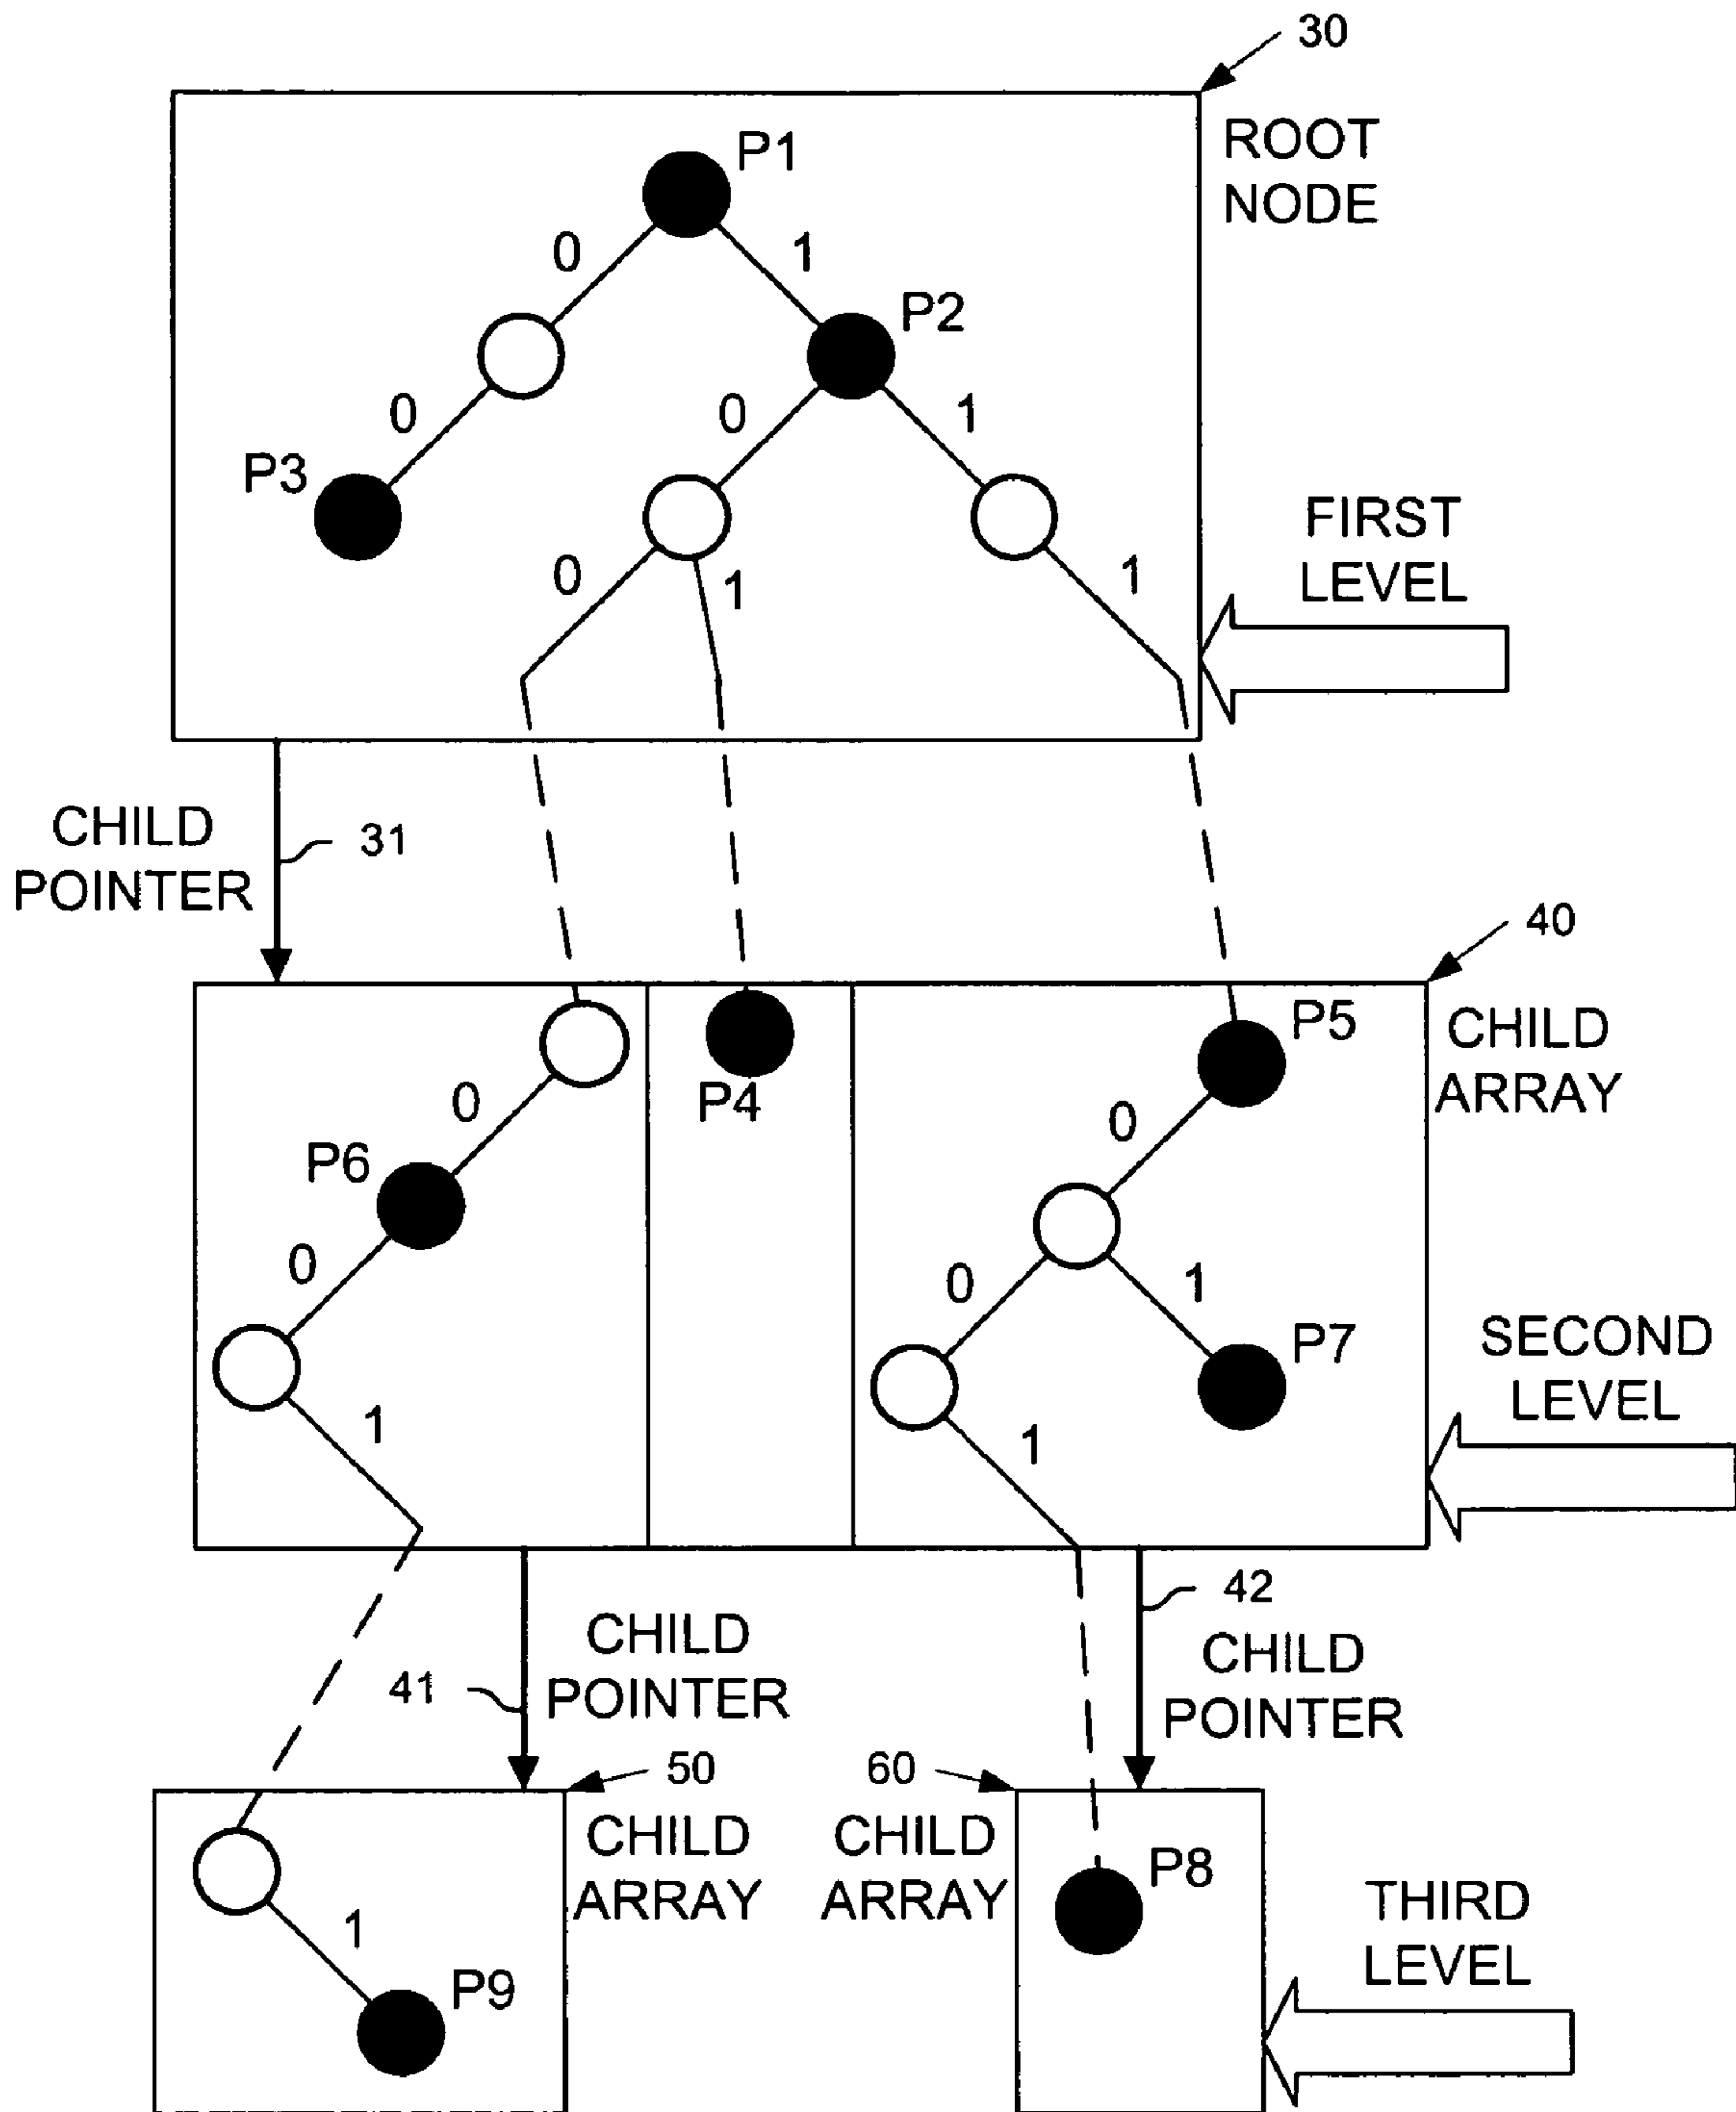 30
ROOT
NODE
P1
0
1
P2
0
0
1
P3
FIRST
LEVEL
0
1
1
CHILD
POINTER
31
40
CHILD
ARRAY
P5
P4
0
0
P6
0
0
1
P7
SECOND
LEVEL
1
1
42
CHILD
POINTER
41
CHILD
POINTER
50
60
CHILD
ARRAY
CHILD
ARRAY
P8
1
P9
THIRD
LEVEL